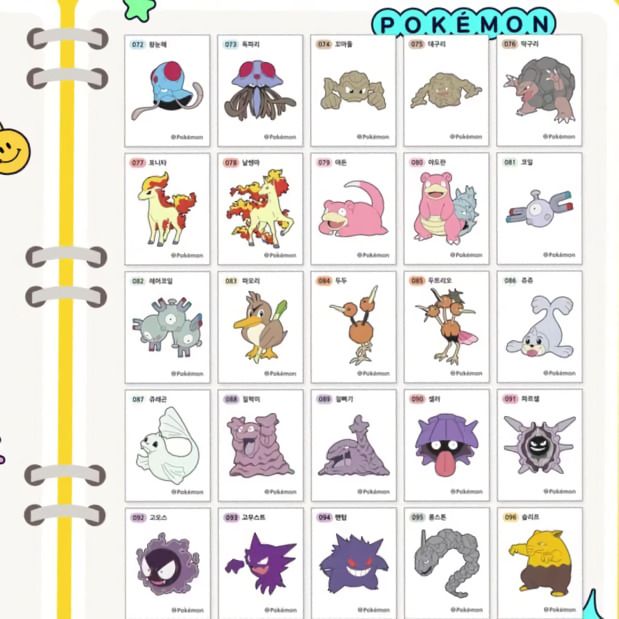 POKÉMON
072 왕눈해
073 독파리
074 꼬마돌
075 데구리
076 딱구리
©Pokémon
©Pokémon
©Pokémon
©Pokémon
©Pokémon
077 포니타
078 날쌩마
079 야돈
080 야도란
081 코일
©Pokémon
©Pokémon
©Pokémon
©Pokémon
©Pokémon
082 레어코일
083 파오리
084 두두
085 두트리오
086 쥬쥬
©Pokémon
©Pokémon
©Pokémon
©Pokémon
©Pokémon
087 쥬레곤
088 질퍽이
089 질뻐기
090 셀러
091 파르셀
©Pokémon
©Pokémon
©Pokémon
©Pokémon
©Pokémon
092 고오스
093 고우스트
094 팬텀
095 롱스톤
096 슬리프
©Pokémon
©Pokémon
©Pokémon
©Pokémon
©Pokémon